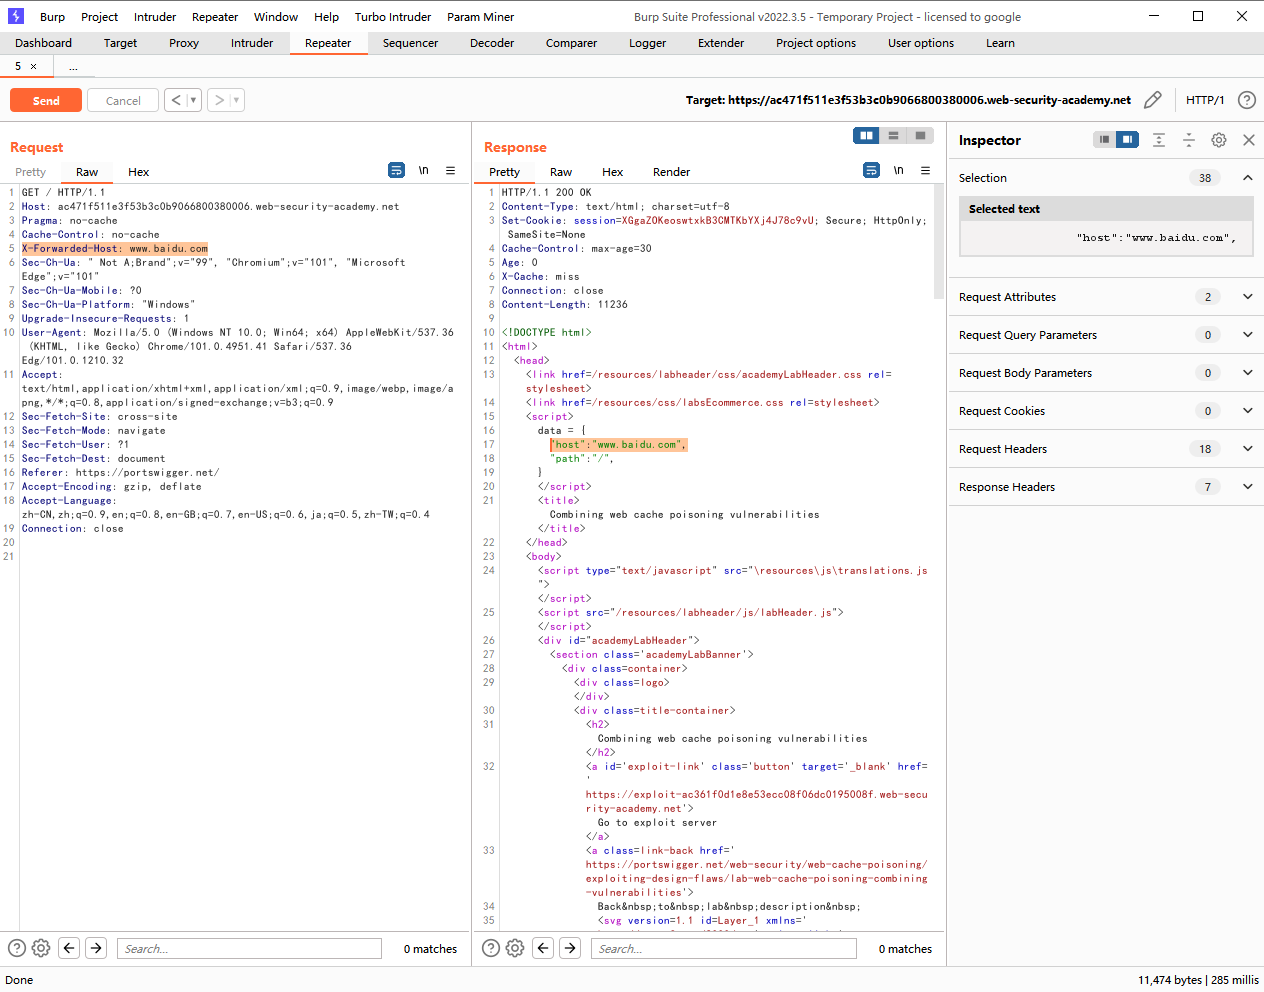 Burp Project Intruder Repeater Window Help Turbo Intruder Param Miner Burp Suite Professional v2022.3.5 - Temporary Project - licensed to google
Dashboard Target Proxy Intruder Repeater Sequencer Decoder Comparer Logger Extender Project options User options Learn
5 × ...
Send Cancel < ▼ > ▼ Target: https://ac471f511e3f53b3c0b9066800380006.web-security-academy.net HTTP/1 ?
Request
Pretty Raw Hex \n
1 GET / HTTP/1.1
2 Host: ac471f511e3f53b3c0b9066800380006.web-security-academy.net
3 Pragma: no-cache
4 Cache-Control: no-cache
5 X-Forwarded-Host: www.baidu.com
6 Sec-Ch-Ua: " Not A;Brand";v="99", "Chromium";v="101", "Microsoft
Edge";v="101"
7 Sec-Ch-Ua-Mobile: ?0
8 Sec-Ch-Ua-Platform: "Windows"
9 Upgrade-Insecure-Requests: 1
10 User-Agent: Mozilla/5.0 (Windows NT 10.0; Win64; x64) AppleWebKit/537.36
(KHTML, like Gecko) Chrome/101.0.4951.41 Safari/537.36
Edg/101.0.1210.32
11 Accept:
text/html,application/xhtml+xml,application/xml;q=0.9,image/webp,image/a
png,*/*;q=0.8,application/signed-exchange;v=b3;q=0.9
12 Sec-Fetch-Site: cross-site
13 Sec-Fetch-Mode: navigate
14 Sec-Fetch-User: ?1
15 Sec-Fetch-Dest: document
16 Referer: https://portswigger.net/
17 Accept-Encoding: gzip, deflate
18 Accept-Language:
zh-CN,zh;q=0.9,en;q=0.8,en-GB;q=0.7,en-US;q=0.6,ja;q=0.5,zh-TW;q=0.4
19 Connection: close
20
21
? Search... 0 matches
Response
Pretty Raw Hex Render \n
1 HTTP/1.1 200 OK
2 Content-Type: text/html; charset=utf-8
3 Set-Cookie: session=XGgaZOKeoswtxkB3CMTKbYXj4J78c9vU; Secure; HttpOnly;
SameSite=None
4 Cache-Control: max-age=30
5 Age: 0
6 X-Cache: miss
7 Connection: close
8 Content-Length: 11236
9
10 <!DOCTYPE html>
11 <html>
12 <head>
13 <link href=/resources/labheader/css/academyLabHeader.css rel=
stylesheet>
14 <link href=/resources/css/labsEcommerce.css rel=stylesheet>
15 <script>
16 data = {
17 "host":"www.baidu.com",
18 "path":"/",
19 }
20 </script>
21 <title>
Combining web cache poisoning vulnerabilities
</title>
22 </head>
23 <body>
24 <script type="text/javascript" src="\resources\js\translations.js
">
</script>
25 <script src="/resources/labheader/js/labHeader.js">
</script>
26 <div id="academyLabHeader">
27 <section class='academyLabBanner'>
28 <div class=container>
29 <div class=logo>
</div>
30 <div class=title-container>
31 <h2>
Combining web cache poisoning vulnerabilities
</h2>
32 <a id='exploit-link' class='button' target='_blank' href=
'
https://exploit-ac361f0d1e8e53ecc08f06dc0195008f.web-secu
rity-academy.net'>
Go to exploit server
</a>
33 <a class=link-back href='
https://portswigger.net/web-security/web-cache-poisoning/
exploiting-design-flaws/lab-web-cache-poisoning-combining
-vulnerabilities'>
34 Back&nbsp;to&nbsp;lab&nbsp;description&nbsp;
35 <svg version=1.1 id=Layer_1 xmlns='
? Search... 0 matches
Inspector
Selection 38
Selected text
"host":"www.baidu.com",
Request Attributes 2
Request Query Parameters 0
Request Body Parameters 0
Request Cookies 0
Request Headers 18
Response Headers 7
Done 11,474 bytes | 285 millis